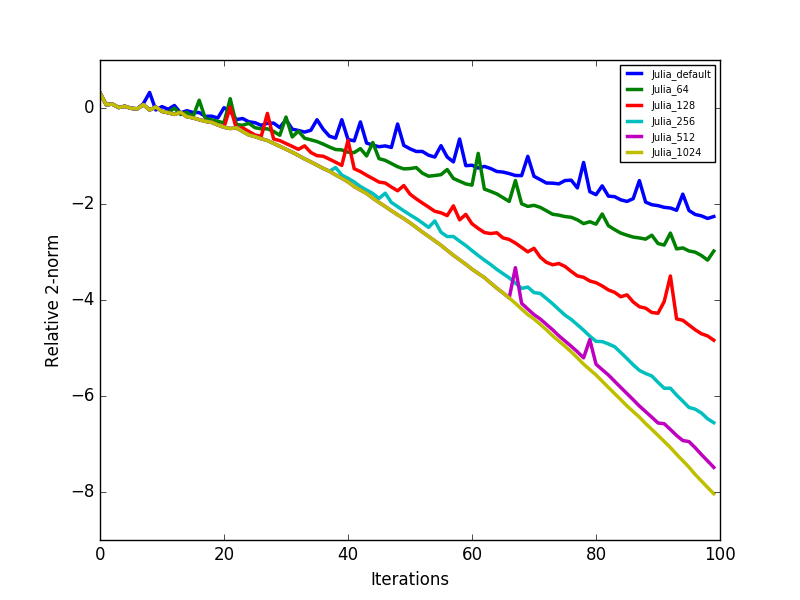 Julia_default
Julia_64
Julia_128
Julia_256
Julia_512
Julia_1024
0
−2
−4
−6
−8
Relative 2-norm
0 20 40 60 80 100
Iterations